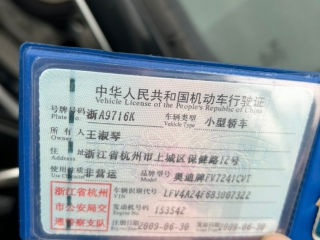 中华人民共和国机动车行驶证
Vehicle License of the People's Republic of China
号牌号码 浙A9716K 车辆类型 小型轿车
Plate No. Vehicle Type
所有人 王淑琴
Owner
住址 浙江省杭州市上城区保健路12号
使用性质 非营运 品牌型号 奥迪牌FV7241CVT
浙江省杭州市公安局交通警察支队
车辆识别代号 LFV4A24F683007322
VIN
发动机号码 153542
Engine No.
2009-06-30 2009-06-30